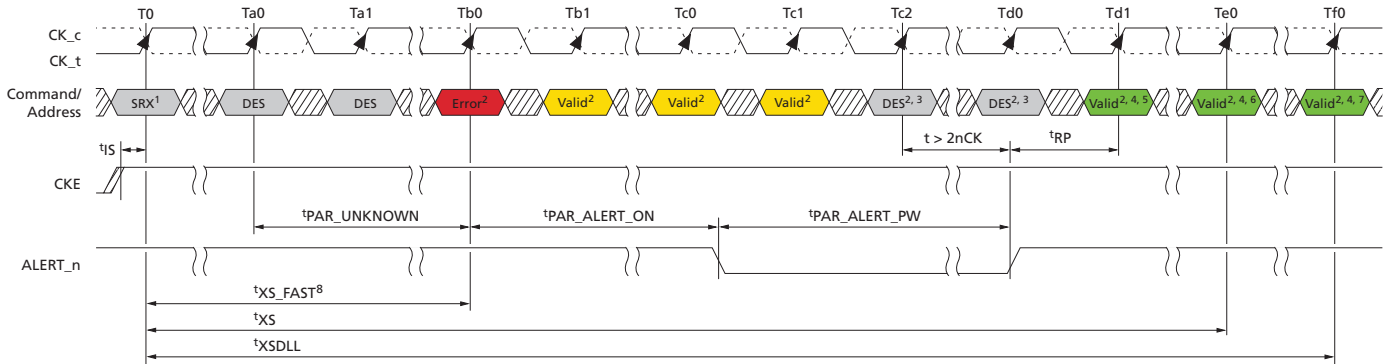 T0 Ta0 Ta1 Tb0 Tb1 Tc0 Tc1 Tc2 Td0 Td1 Te0 Tf0
CK_c
CK_t
Command/
Address
SRX1 DES DES Error2 Valid2 Valid2 Valid2 DES2, 3 DES2, 3 Valid2, 4, 5 Valid2, 4, 6 Valid2, 4, 7
tIS t > 2nCK tRP
CKE
tPAR_UNKNOWN tPAR_ALERT_ON tPAR_ALERT_PW
ALERT_n
tXS_FAST8
tXS
tXSDLL